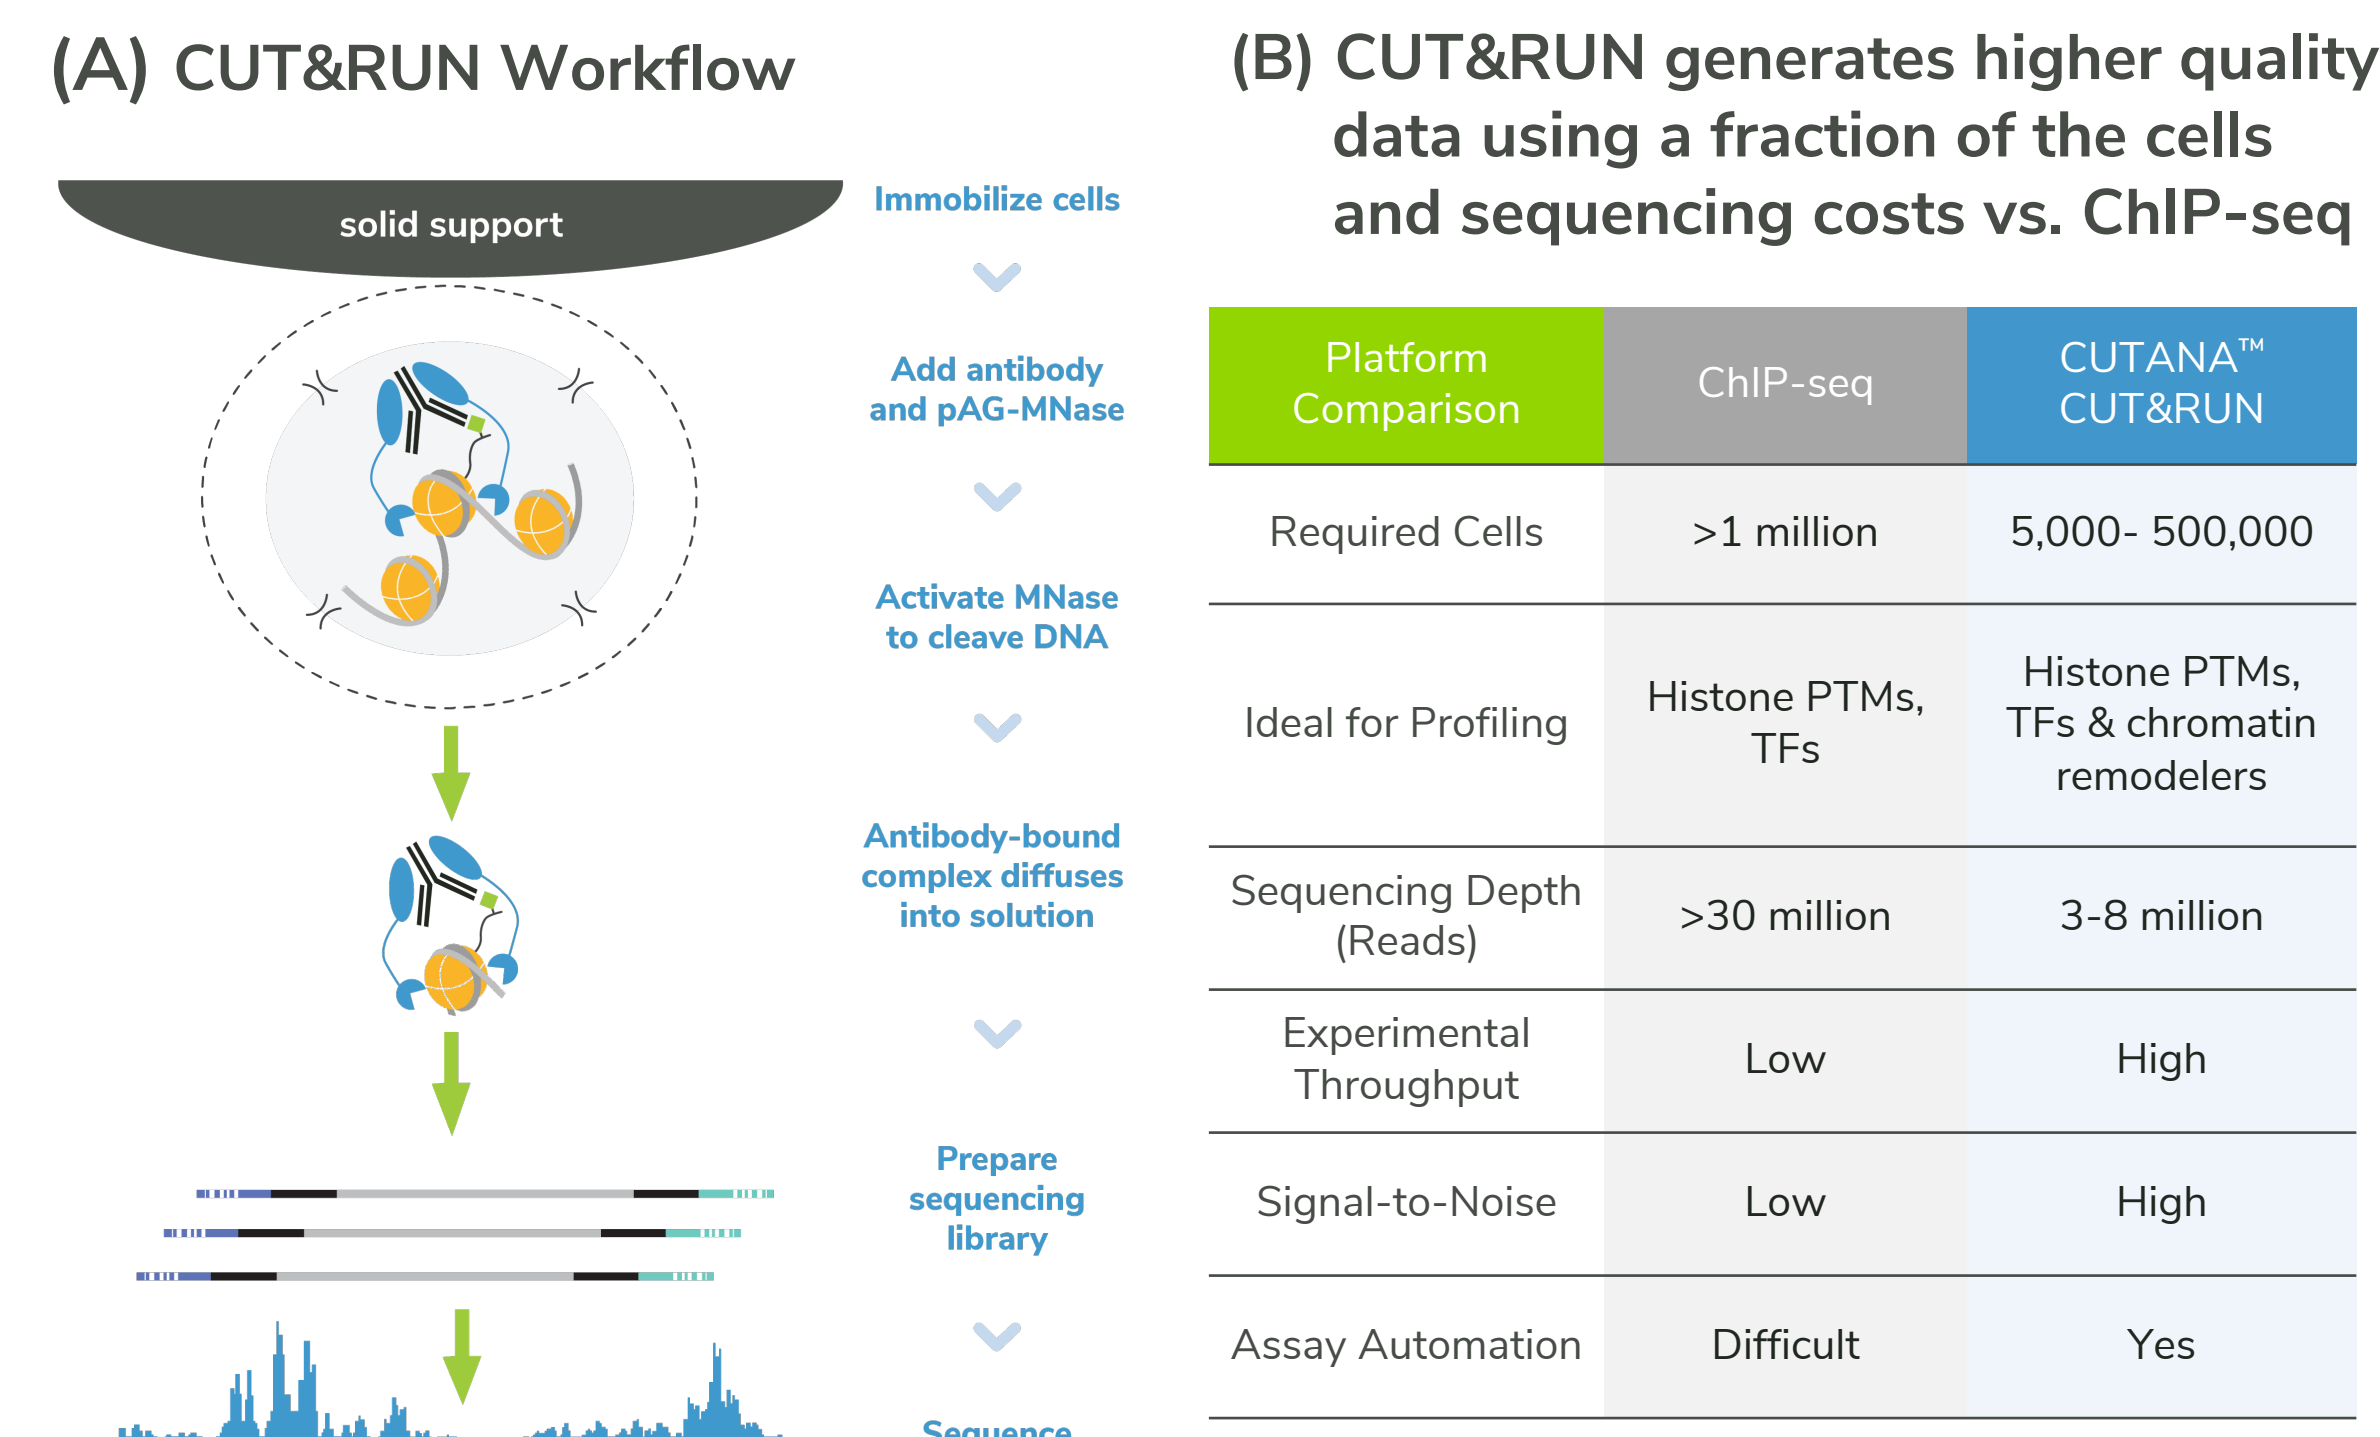 (A) CUT&RUN Workflow
solid support
Immobilize cells
Add antibody
and pAG-MNase
Activate MNase
to cleave DNA
Antibody-bound
complex diffuses
into solution
Prepare
sequencing
library
Sequence
(B) CUT&RUN generates higher quality
data using a fraction of the cells
and sequencing costs vs. ChIP-seq
Platform
Comparison
ChIP-seq
CUTANA™
CUT&RUN
Required Cells
>1 million
5,000- 500,000
Ideal for Profiling
Histone PTMs,
TFs
Histone PTMs,
TFs & chromatin
remodelers
Sequencing Depth
(Reads)
>30 million
3-8 million
Experimental
Throughput
Low
High
Signal-to-Noise
Low
High
Assay Automation
Difficult
Yes